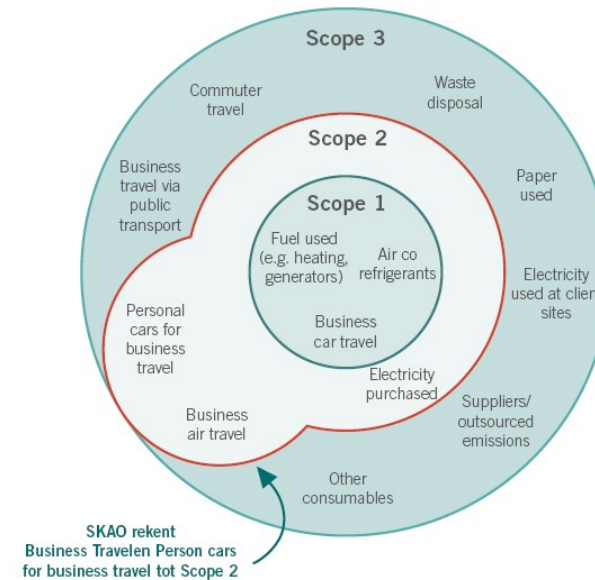 Scope 3
Commuter
travel
Waste
disposal
Scope 2
Business
travel via
public
transport
Paper
used
Scope 1
Fuel used
(e.g. heating,
generators)
Air co
refrigerants
Electricity
used at client
sites
Business
car travel
Personal
cars for
business
travel
Electricity
purchased
Business
air travel
Suppliers/
outsourced
emissions
Other
consumables
SKAO rekent
Business Travelen Person cars
for business travel tot Scope 2